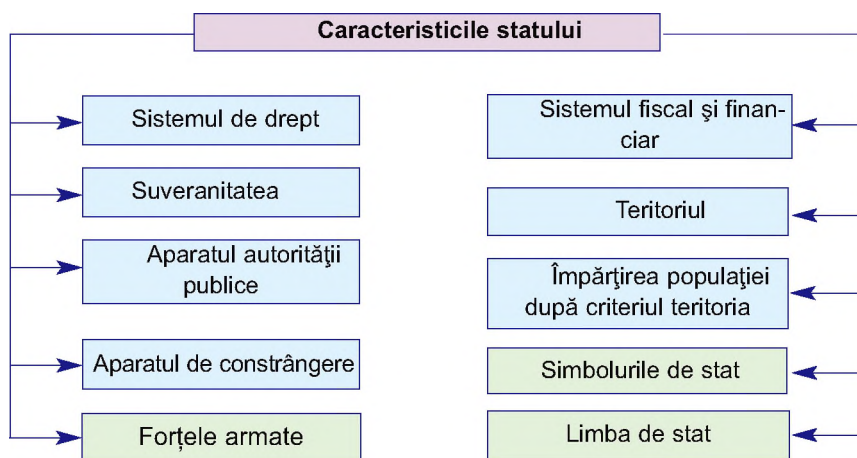 Caracteristicile statului
Sistemul de drept
Suveranitatea
Aparatul autorităţii
publice
Aparatul de constrângere
Forțele armate
Sistemul fiscal şi finan-
ciar
Teritoriul
Împărţirea populaţiei
după criteriul teritoria
Simbolurile de stat
Limba de stat